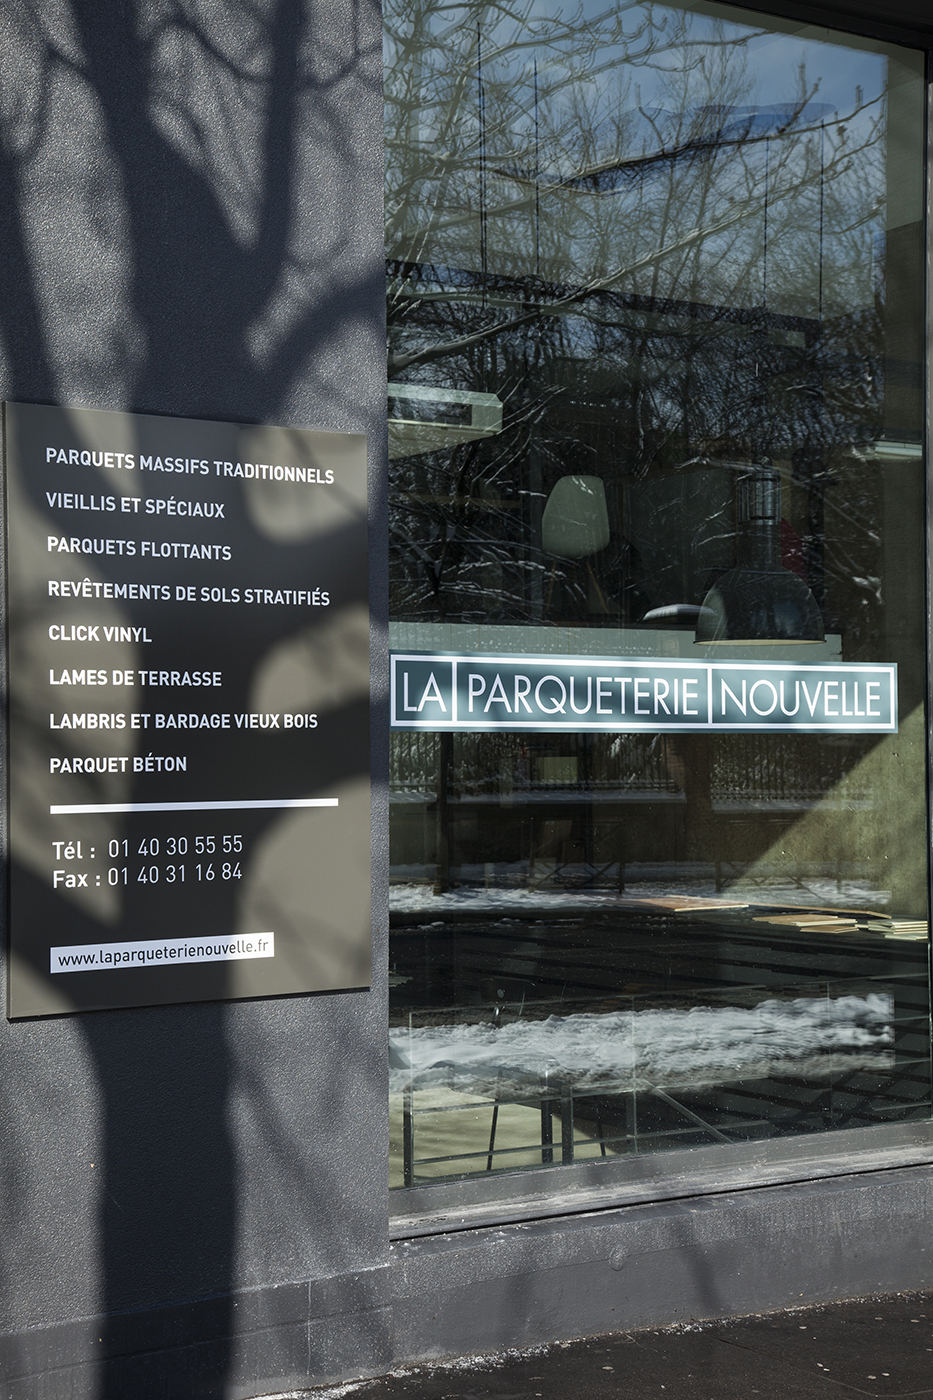 PARQUETS MASSIFS TRADITIONNELS
VIEILLIS ET SPÉCIAUX
PARQUETS FLOTTANTS
REVÊTEMENTS DE SOLS STRATIFIÉS
CLICK VINYL
LAMES DE TERRASSE
LAMBRIS ET BARDAGE VIEUX BOIS
PARQUET BÉTON
Tél : 01 40 30 55 55
Fax : 01 40 31 16 84
www.laparqueterienouvelle.fr
LA PARQUETERIE NOUVELLE